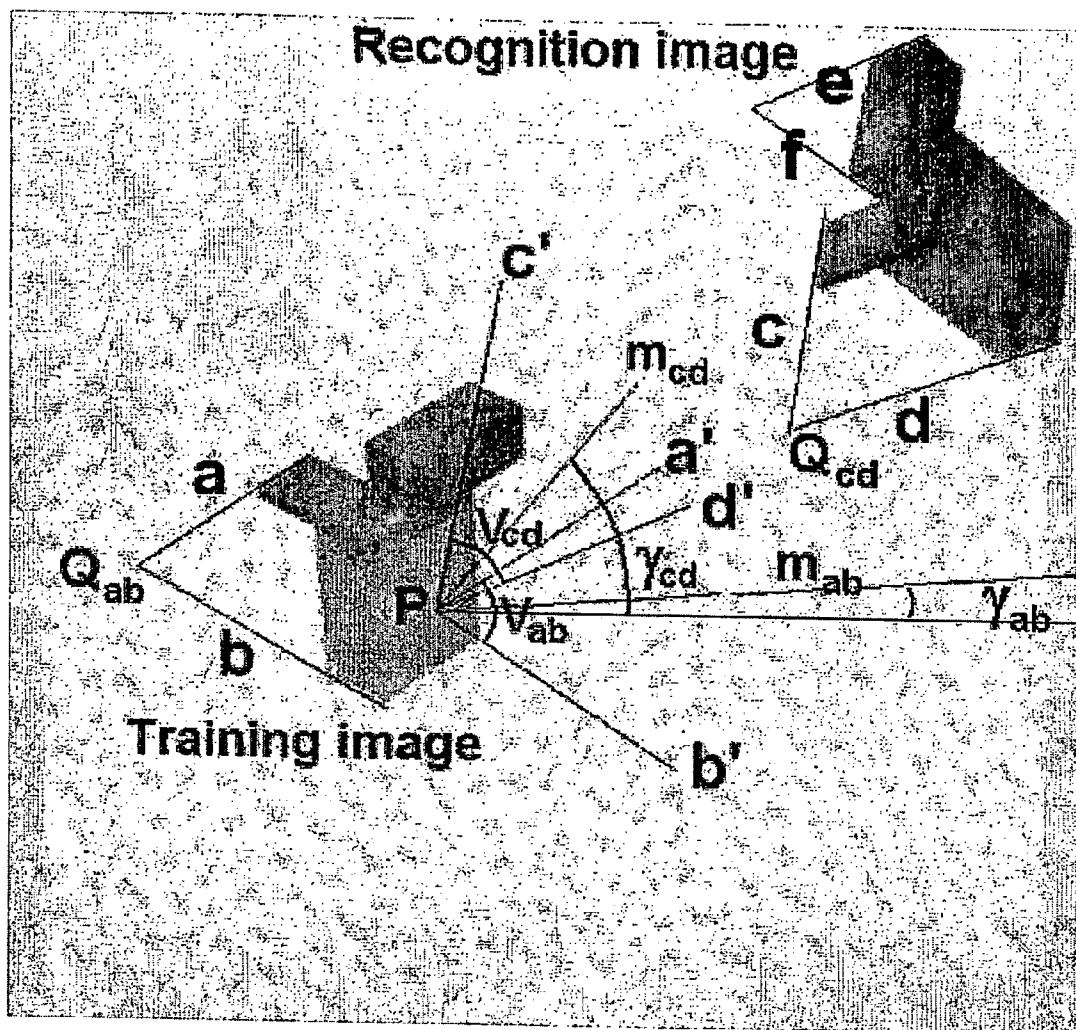 Recognition image
e
f
c'
c
m_cd
d
Q_cd
a'
a
d'
V_cd
γ_cd
Q_ab
m_ab
P
V_ab
γ_ab
b
Training image
b'